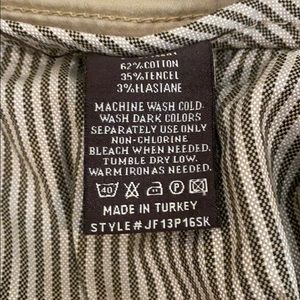 62%COTTON
35%TENCEL
3%ELASTANE
MACHINE WASH COLD.
WASH DARK COLORS
SEPARATELY USE ONLY
NON-CHLORINE
BLEACH WHEN NEEDED.
TUMBLE DRY LOW.
WARM IRON AS NEEDED.
40 P
MADE IN TURKEY
STYLE# JF13P16SK